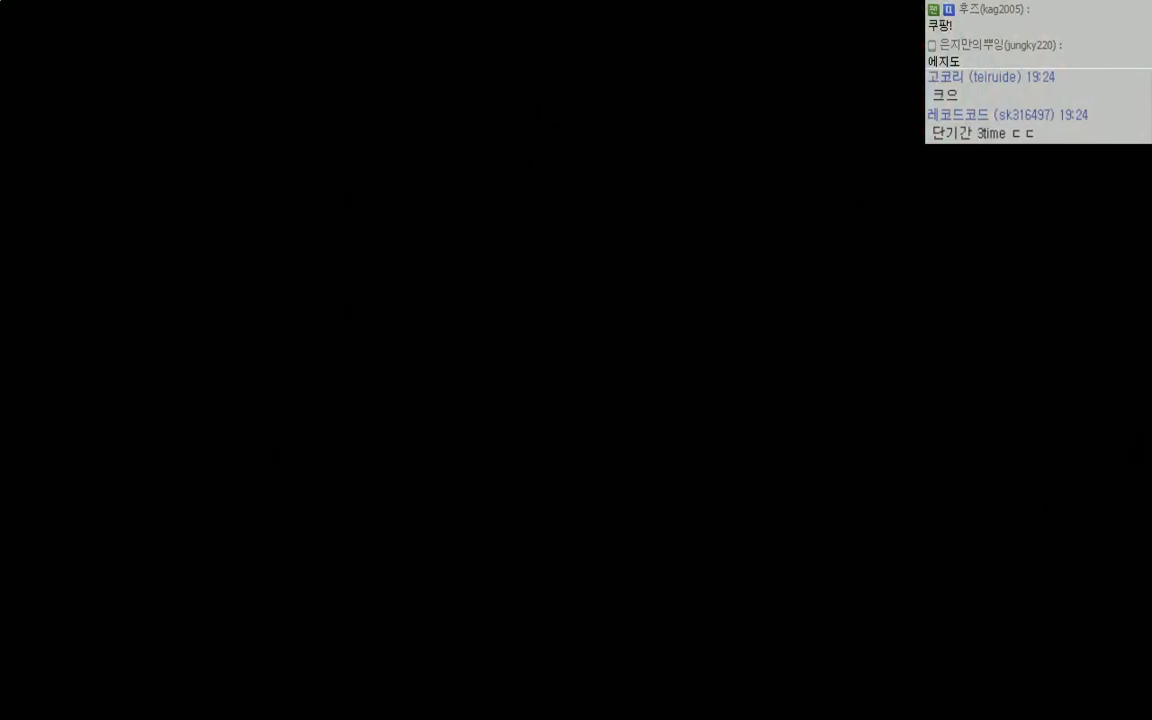 팬 후즈(kag2005) :
쿠팡!
은지만의뿌잉(jungky220) :
에지도
고코리 (teiruide) 19:24
크으
레코드코드 (sk316497) 19:24
단기간 3time ㄷㄷ